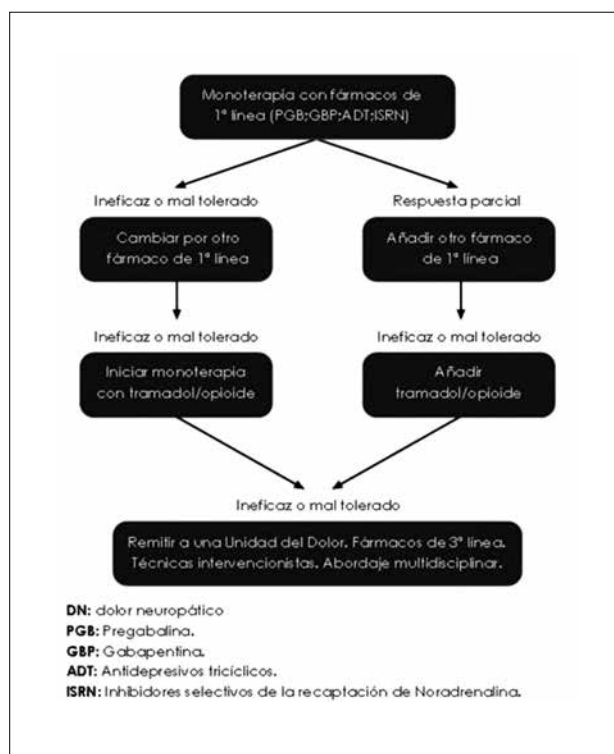 Monoterapia con fármacos de
1ª línea (PGB;GBP;ADT;ISRN)
Ineficaz o mal tolerado
Respuesta parcial
Cambiar por otro
fármaco de 1ª línea
Añadir otro fármaco
de 1ª línea
Ineficaz o mal tolerado
Ineficaz o mal tolerado
Iniciar monoterapia
con tramadol/opioide
Añadir
tramadol/opioide
Ineficaz o mal tolerado
Remitir a una Unidad del Dolor. Fármacos de 3ª línea.
Técnicas intervencionistas. Abordaje multidisciplinar.
DN: dolor neuropático
PGB: Pregabalina.
GBP: Gabapentina.
ADT: Antidepresivos tricíclicos.
ISRN: Inhibidores selectivos de la recaptación de Noradrenalina.